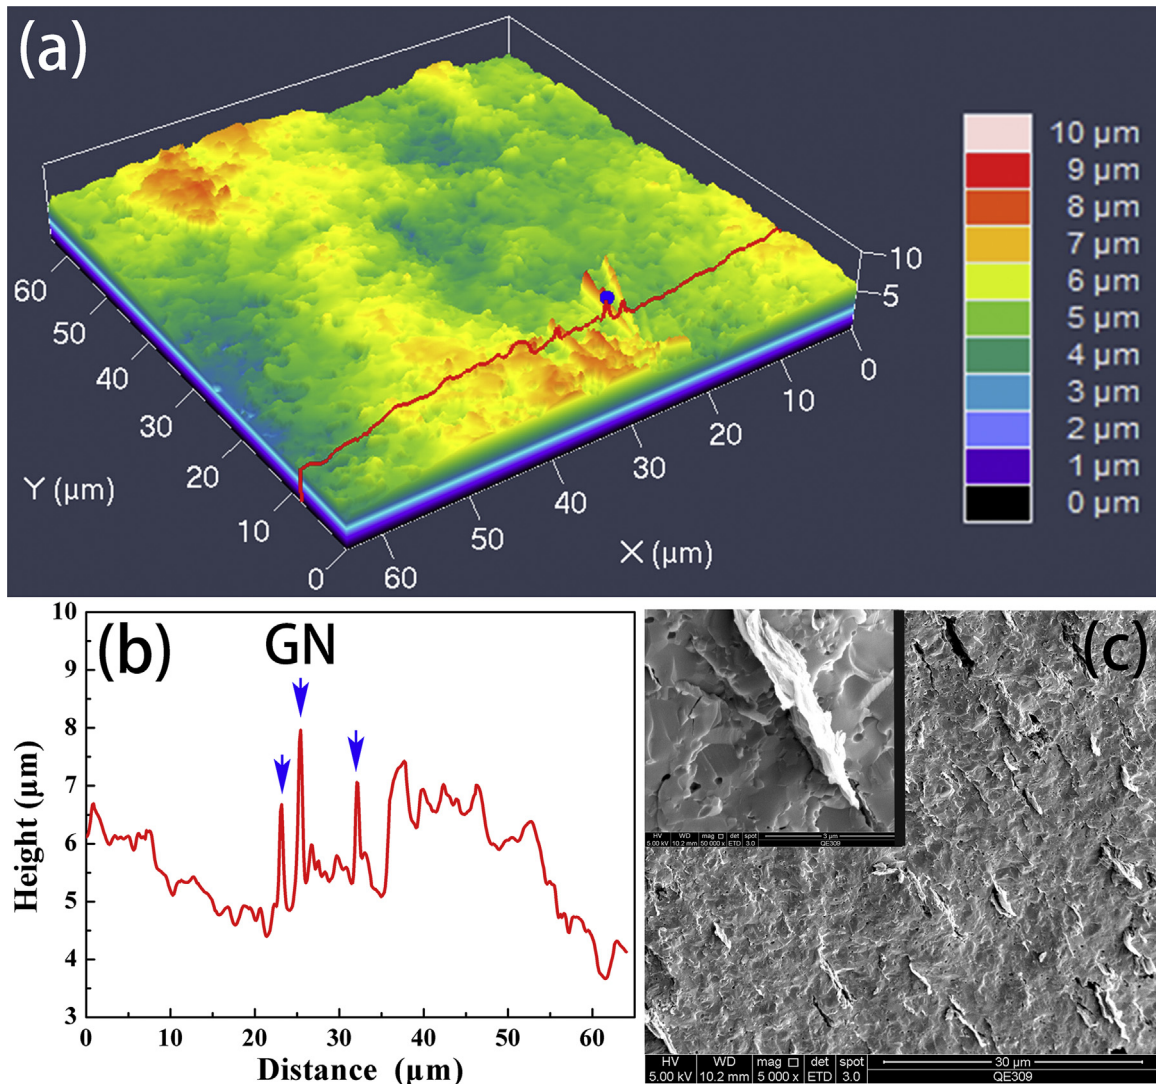 (a)
10 µm
9 µm
8 µm
7 µm
6 µm
5 µm
4 µm
3 µm
2 µm
1 µm
0 µm
10
5
0
10
20
30
40
50
60
X (µm)
60
50
40
30
20
10
0
Y (µm)
(b)
GN
10
9
8
7
6
5
4
3
Height (µm)
0 10 20 30 40 50 60
Distance (µm)
(c)
HV WD mag det spot 3 µm
5.00 kV 10.2 mm 50 000 x ETD 3.0 QE309
HV WD mag det spot 30 µm
5.00 kV 10.2 mm 5 000 x ETD 3.0 QE309